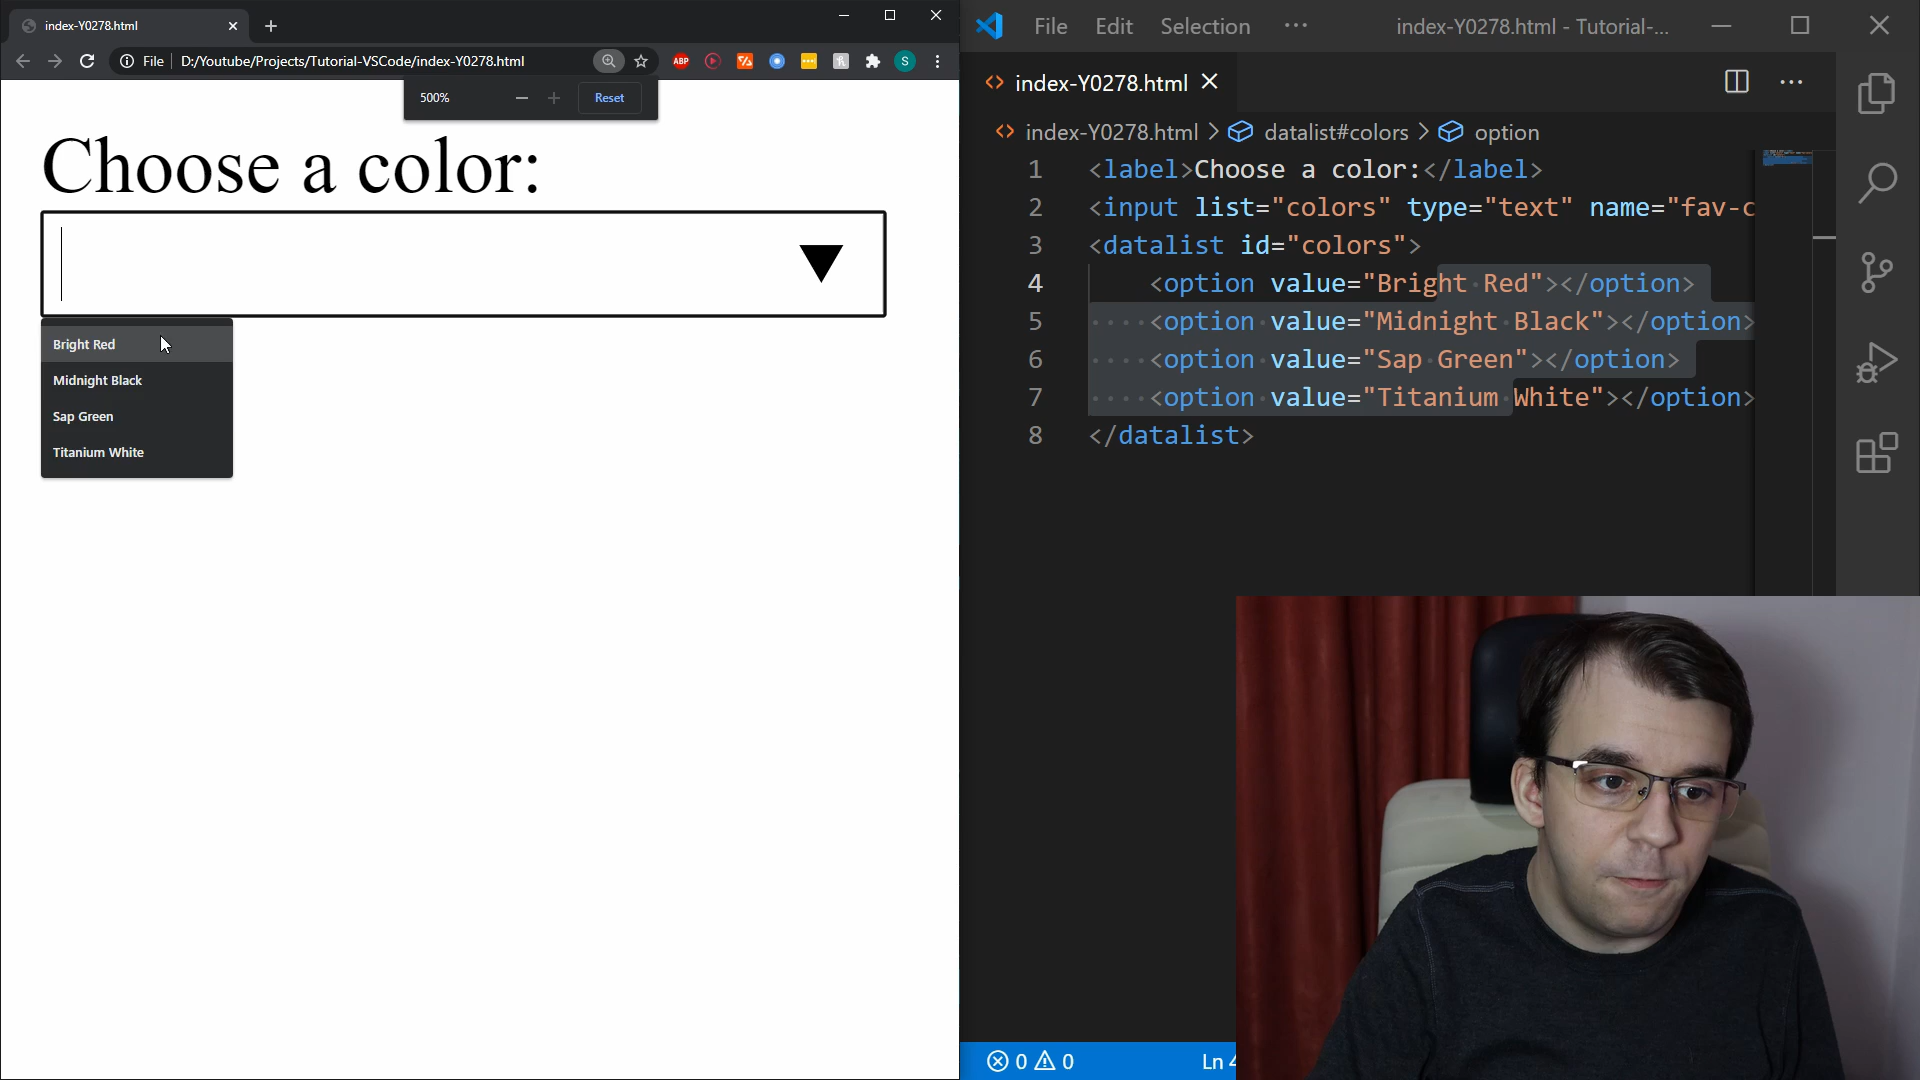 index-Y0278.html
File D:/Youtube/Projects/Tutorial-VSCode/index-Y0278.html
ABP
S
500%
Reset
Choose a color:
Bright Red
Midnight Black
Sap Green
Titanium White
File Edit Selection ··· index-Y0278.html - Tutorial-...
index-Y0278.html
index-Y0278.html > datalist#colors > option
1 <label>Choose a color:</label>
2 <input list="colors" type="text" name="fav-c
3 <datalist id="colors">
4 <option value="Bright Red"></option>
5 <option value="Midnight Black"></option>
6 <option value="Sap Green"></option>
7 <option value="Titanium White"></option>
8 </datalist>
0 0 Ln 4